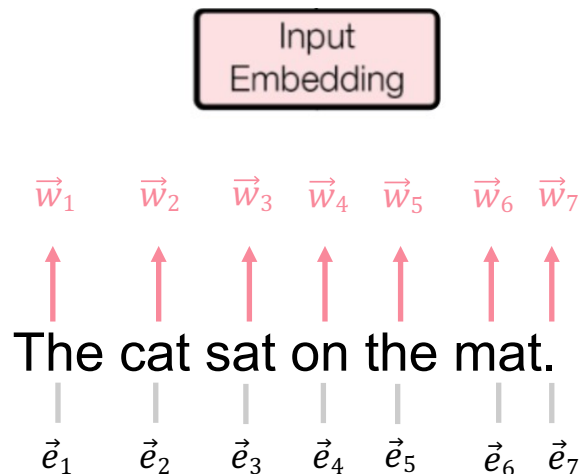 Input
Embedding
w⃗₁ w⃗₂ w⃗₃ w⃗₄ w⃗₅ w⃗₆ w⃗₇
The cat sat on the mat.
e⃗₁ e⃗₂ e⃗₃ e⃗₄ e⃗₅ e⃗₆ e⃗₇